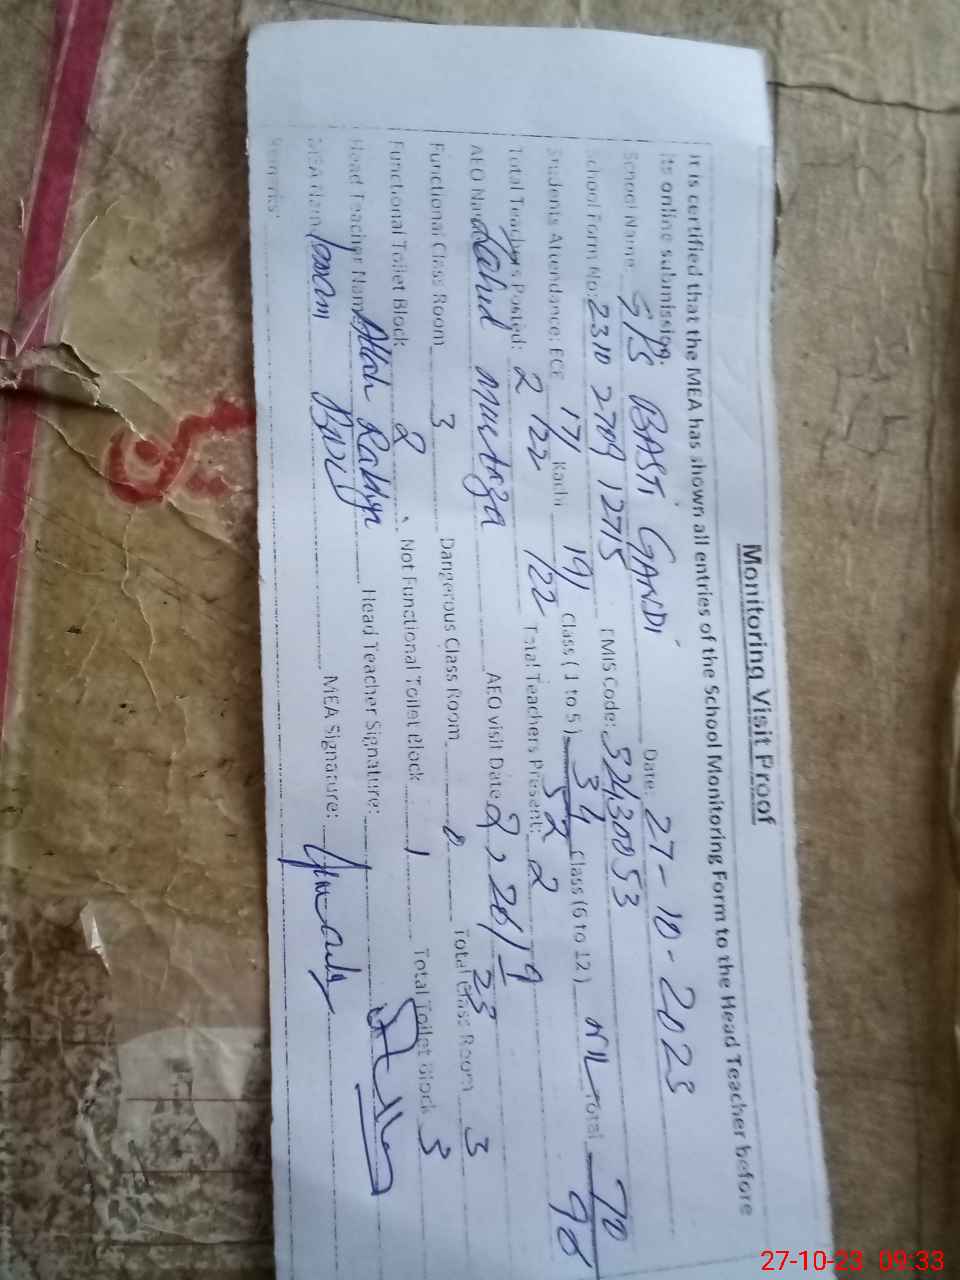 Monitoring Visit Proof
It is certified that the MEA has shown all entries of the School Monitoring Form to the Head Teacher before
its online submission.
School Name G/S BASTI GANDI Date: 27-10-2023
School Form No: 2310 2709 12715 EMIS Code: 32430053
Students Attendance: ECE 17/22 Kachi 19/22 Class (1 to 5) 34/52 Class (6 to 12) Nil Total 70/96
Total Teachers Posted: 2 Total Teachers Present: 2
AEO Name Zahid Murtaza AEO visit Date 2, 26/9 23
Functional Class Room 3 Dangerous Class Room 0 Total Class Room 3
Functional Toilet Block 2 Not Functional Toilet Block 1 Total Toilet Block 3
Head Teacher Name Allah Rakhya Head Teacher Signature:
MEA Name Imam Bux MEA Signature:
Remarks:
27-10-23 09:33